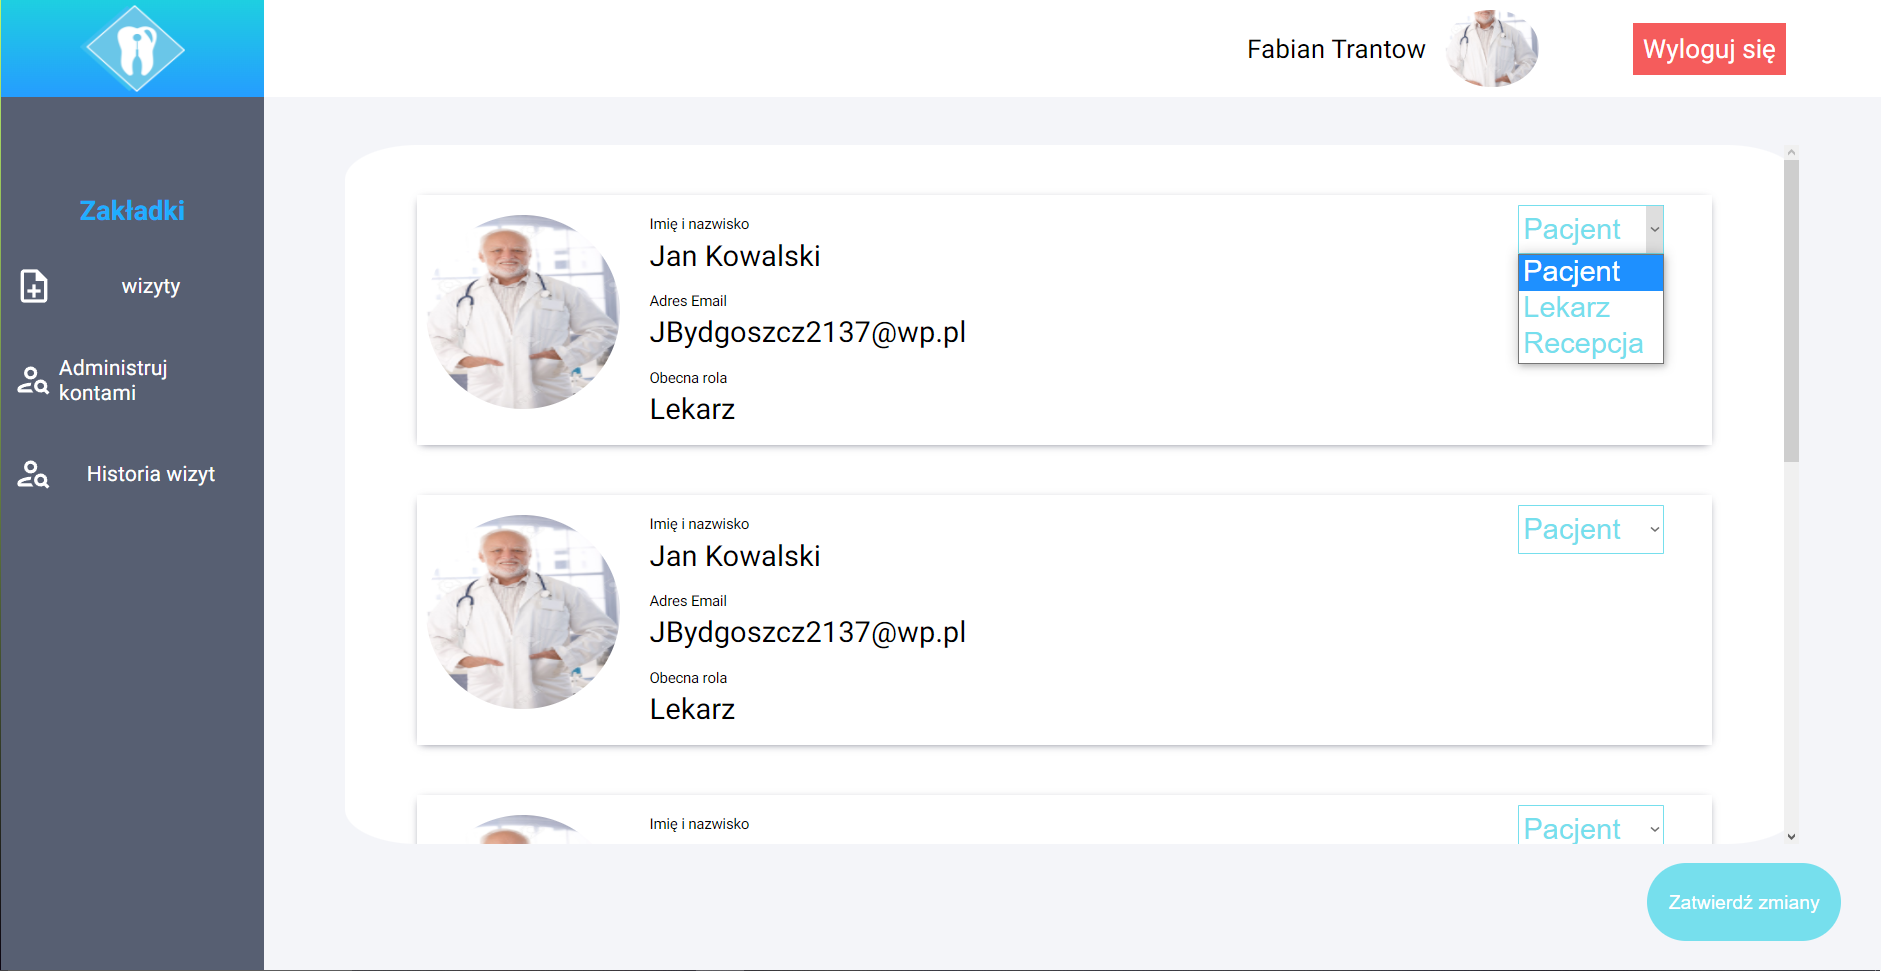 Fabian Trantow
Wyloguj się
Zakładki
wizyty
Administruj
kontami
Historia wizyt
Imię i nazwisko
Jan Kowalski
Adres Email
JBydgoszcz2137@wp.pl
Obecna rola
Lekarz
Pacjent
Pacjent
Lekarz
Recepcja
Imię i nazwisko
Jan Kowalski
Adres Email
JBydgoszcz2137@wp.pl
Obecna rola
Lekarz
Pacjent
Imię i nazwisko
Pacjent
Zatwierdź zmiany